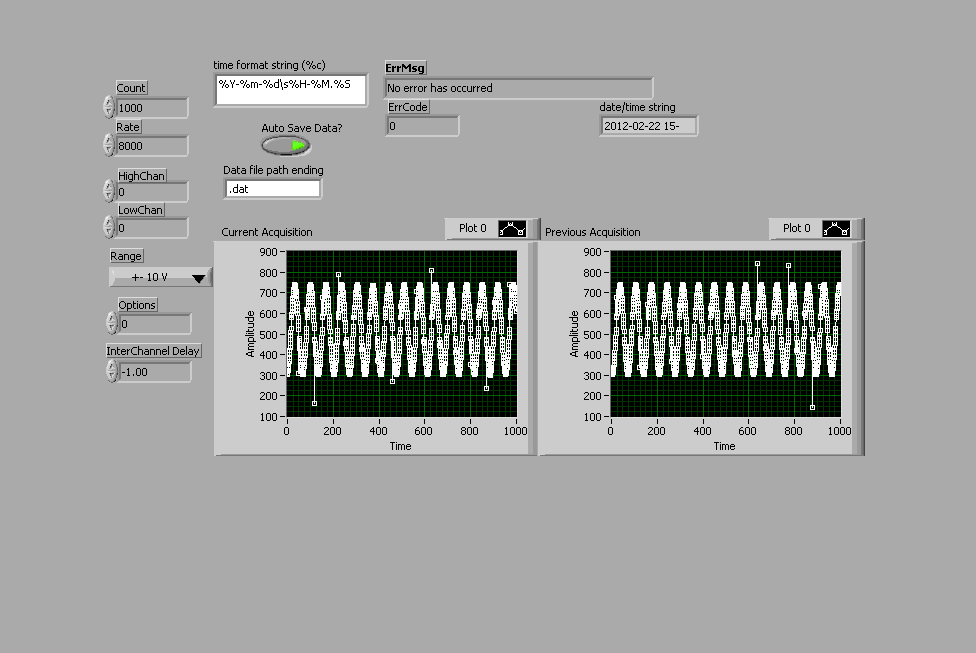 time format string (%c)
%Y-%m-%d\s%H-%M.%S
ErrMsg
No error has occurred
Count
1000
ErrCode
0
date/time string
2012-02-22 15-
Rate
8000
Auto Save Data?
Data file path ending
.dat
HighChan
0
LowChan
0
Range
+- 10 V
Options
0
InterChannel Delay
-1.00
Current Acquisition
Plot 0
900
800
700
600
500
400
300
200
100
Amplitude
0 200 400 600 800 1000
Time
Previous Acquisition
Plot 0
900
800
700
600
500
400
300
200
100
Amplitude
0 200 400 600 800 1000
Time